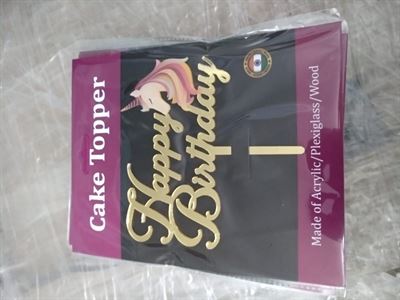 Cake Topper
Happy
Birthday
Made of Acrylic/Plexiglass/Wood